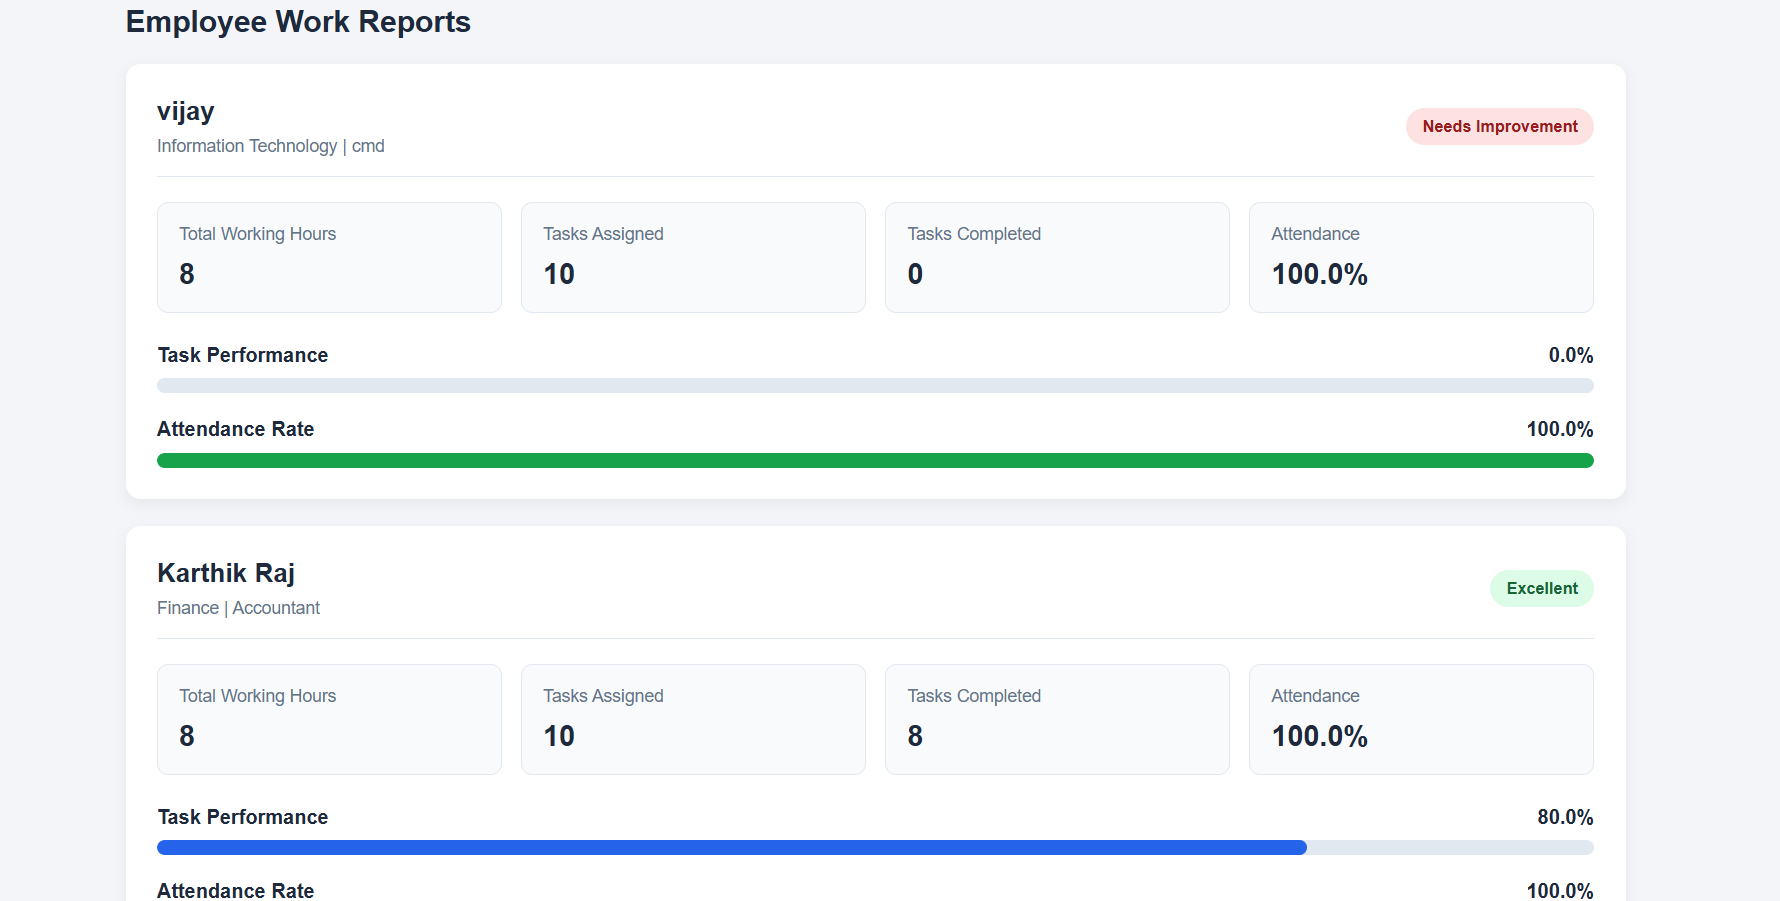 Employee Work Reports
vijay
Information Technology | cmd
Needs Improvement
Total Working Hours
8
Tasks Assigned
10
Tasks Completed
0
Attendance
100.0%
Task Performance
0.0%
Attendance Rate
100.0%
Karthik Raj
Finance | Accountant
Excellent
Total Working Hours
8
Tasks Assigned
10
Tasks Completed
8
Attendance
100.0%
Task Performance
80.0%
Attendance Rate
100.0%